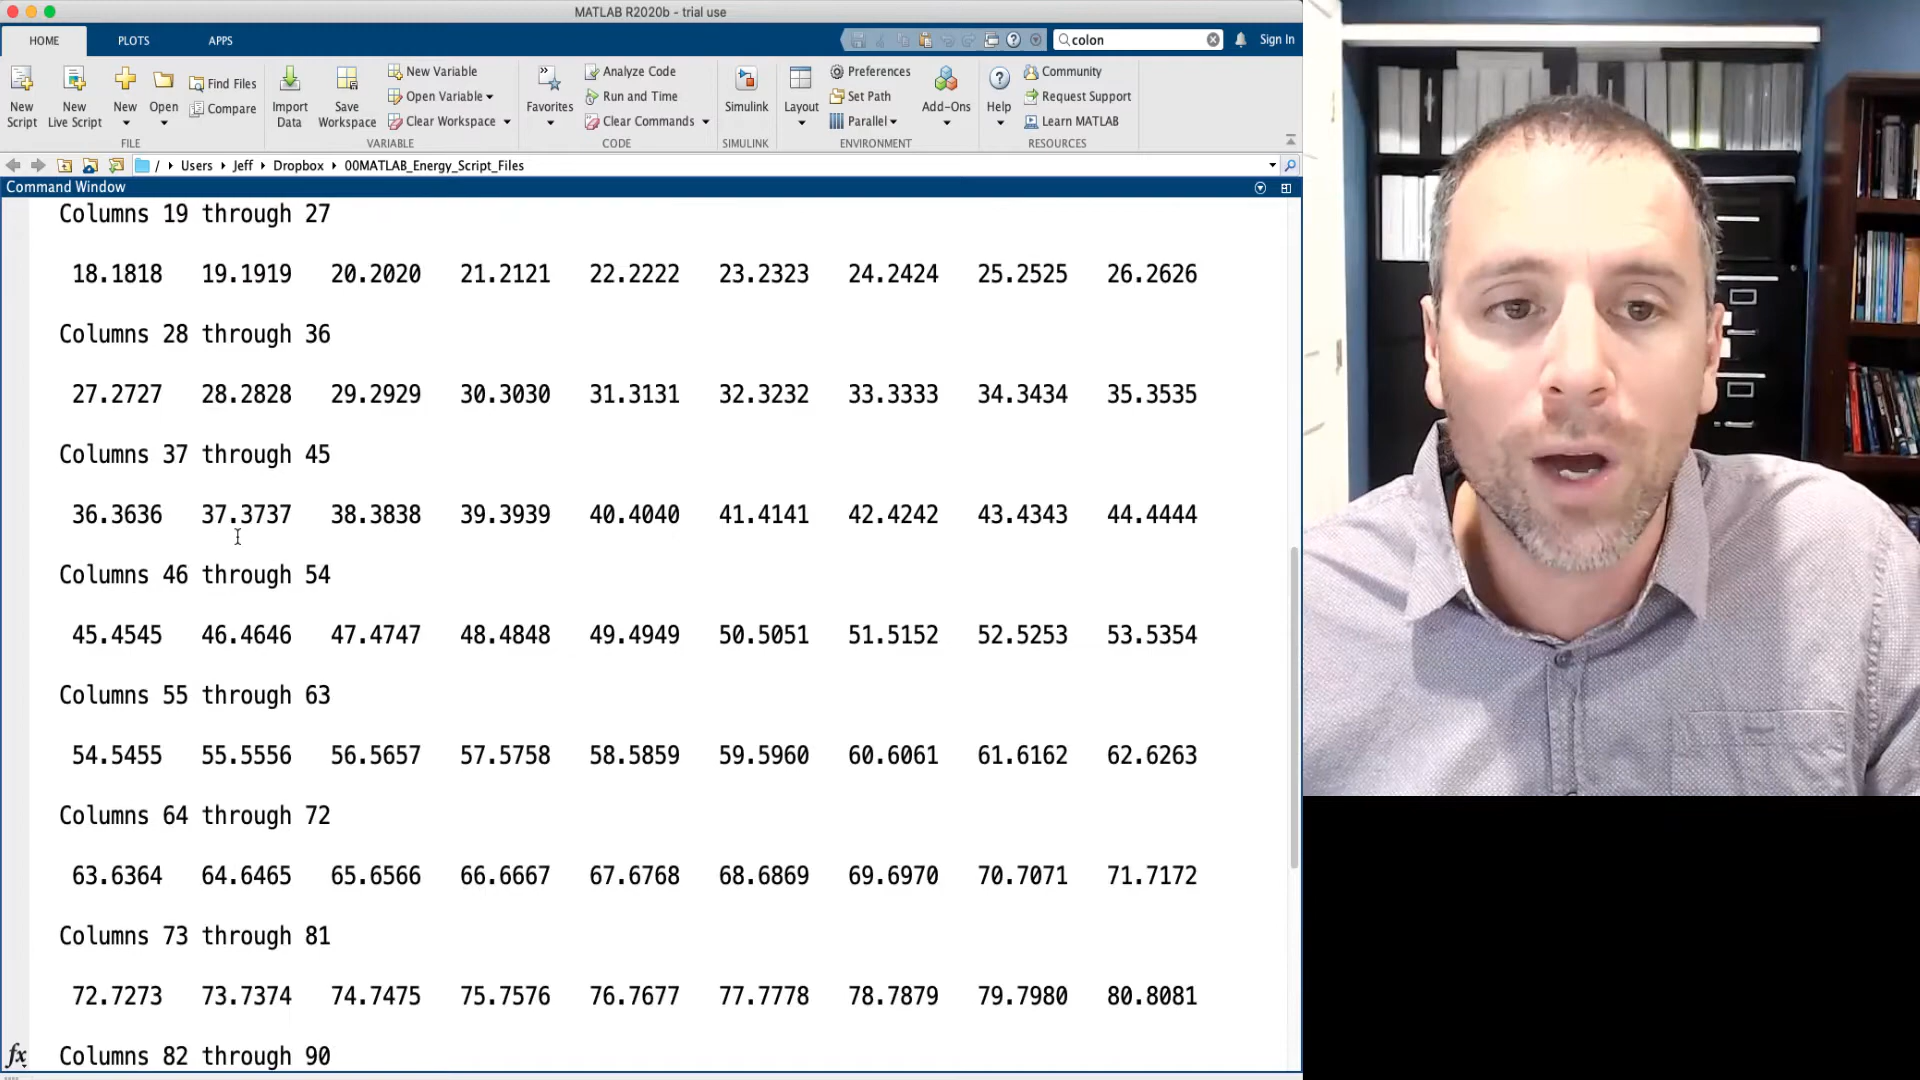 MATLAB R2020b - trial use
HOME PLOTS APPS
colon
Sign In
New Script
New Live Script
New
Open
Find Files
Compare
FILE
Import Data
Save Workspace
New Variable
Open Variable
Clear Workspace
VARIABLE
Favorites
Analyze Code
Run and Time
Clear Commands
CODE
Simulink
SIMULINK
Layout
Preferences
Set Path
Parallel
Add-Ons
ENVIRONMENT
Help
Community
Request Support
Learn MATLAB
RESOURCES
/ Users Jeff Dropbox 00MATLAB_Energy_Script_Files
Command Window
Columns 19 through 27
18.1818 19.1919 20.2020 21.2121 22.2222 23.2323 24.2424 25.2525 26.2626
Columns 28 through 36
27.2727 28.2828 29.2929 30.3030 31.3131 32.3232 33.3333 34.3434 35.3535
Columns 37 through 45
36.3636 37.3737 38.3838 39.3939 40.4040 41.4141 42.4242 43.4343 44.4444
Columns 46 through 54
45.4545 46.4646 47.4747 48.4848 49.4949 50.5051 51.5152 52.5253 53.5354
Columns 55 through 63
54.5455 55.5556 56.5657 57.5758 58.5859 59.5960 60.6061 61.6162 62.6263
Columns 64 through 72
63.6364 64.6465 65.6566 66.6667 67.6768 68.6869 69.6970 70.7071 71.7172
Columns 73 through 81
72.7273 73.7374 74.7475 75.7576 76.7677 77.7778 78.7879 79.7980 80.8081
fx
Columns 82 through 90